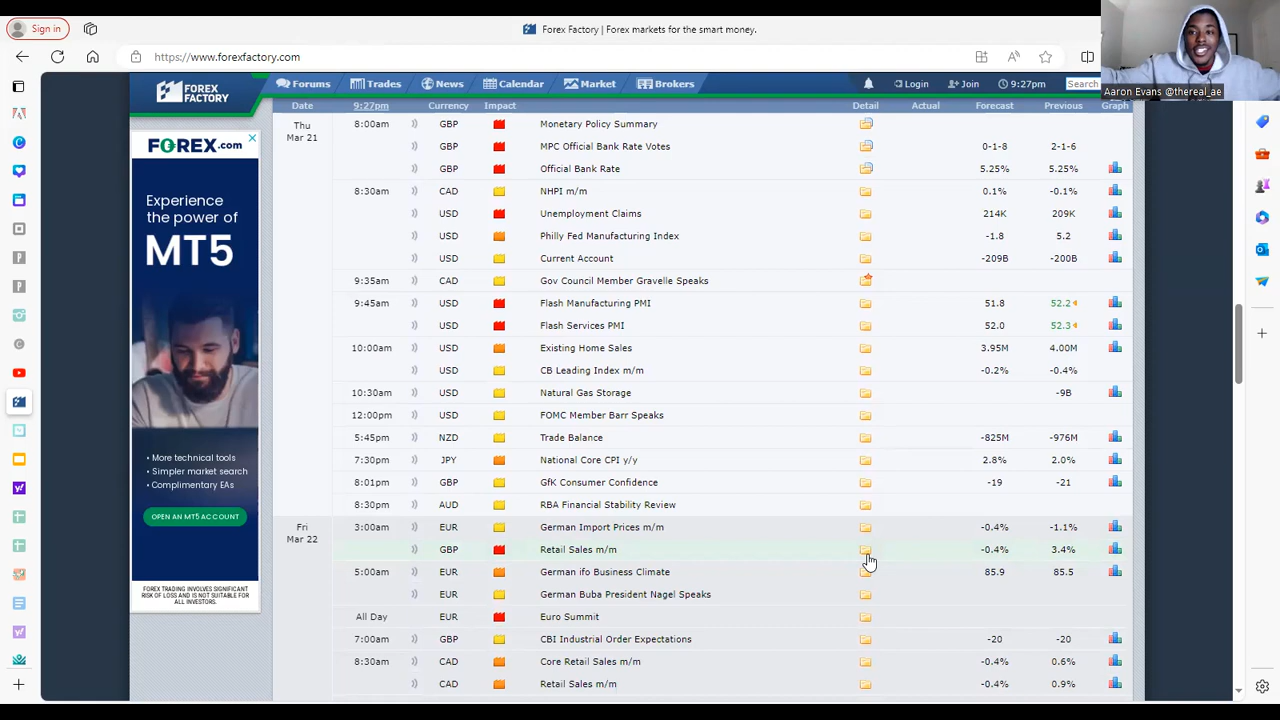 Sign in
Forex Factory | Forex markets for the smart money.
https://www.forexfactory.com
Aaron Evans @thereal_ae
FOREX FACTORY
Forums Trades News Calendar Market Brokers Login Join 9:27pm Search
Date 9:27pm Currency Impact Detail Actual Forecast Previous Graph
Thu Mar 21 8:00am GBP Monetary Policy Summary
GBP MPC Official Bank Rate Votes 0-1-8 2-1-6
GBP Official Bank Rate 5.25% 5.25%
8:30am CAD NHPI m/m 0.1% -0.1%
USD Unemployment Claims 214K 209K
USD Philly Fed Manufacturing Index -1.8 5.2
USD Current Account -209B -200B
9:35am CAD Gov Council Member Gravelle Speaks
9:45am USD Flash Manufacturing PMI 51.8 52.2
USD Flash Services PMI 52.0 52.3
10:00am USD Existing Home Sales 3.95M 4.00M
USD CB Leading Index m/m -0.2% -0.4%
10:30am USD Natural Gas Storage -9B
12:00pm USD FOMC Member Barr Speaks
5:45pm NZD Trade Balance -825M -976M
7:30pm JPY National Core CPI y/y 2.8% 2.0%
8:01pm GBP GfK Consumer Confidence -19 -21
8:30pm AUD RBA Financial Stability Review
Fri Mar 22 3:00am EUR German Import Prices m/m -0.4% -1.1%
GBP Retail Sales m/m -0.4% 3.4%
5:00am EUR German ifo Business Climate 85.9 85.5
EUR German Buba President Nagel Speaks
All Day EUR Euro Summit
7:00am GBP CBI Industrial Order Expectations -20 -20
8:30am CAD Core Retail Sales m/m -0.4% 0.6%
CAD Retail Sales m/m -0.4% 0.9%
FOREX.com
Experience
the power of
MT5
• More technical tools
• Simpler market search
• Complimentary EAs
OPEN AN MT5 ACCOUNT
FOREX TRADING INVOLVES SIGNIFICANT
RISK OF LOSS AND IS NOT SUITABLE FOR
ALL INVESTORS.